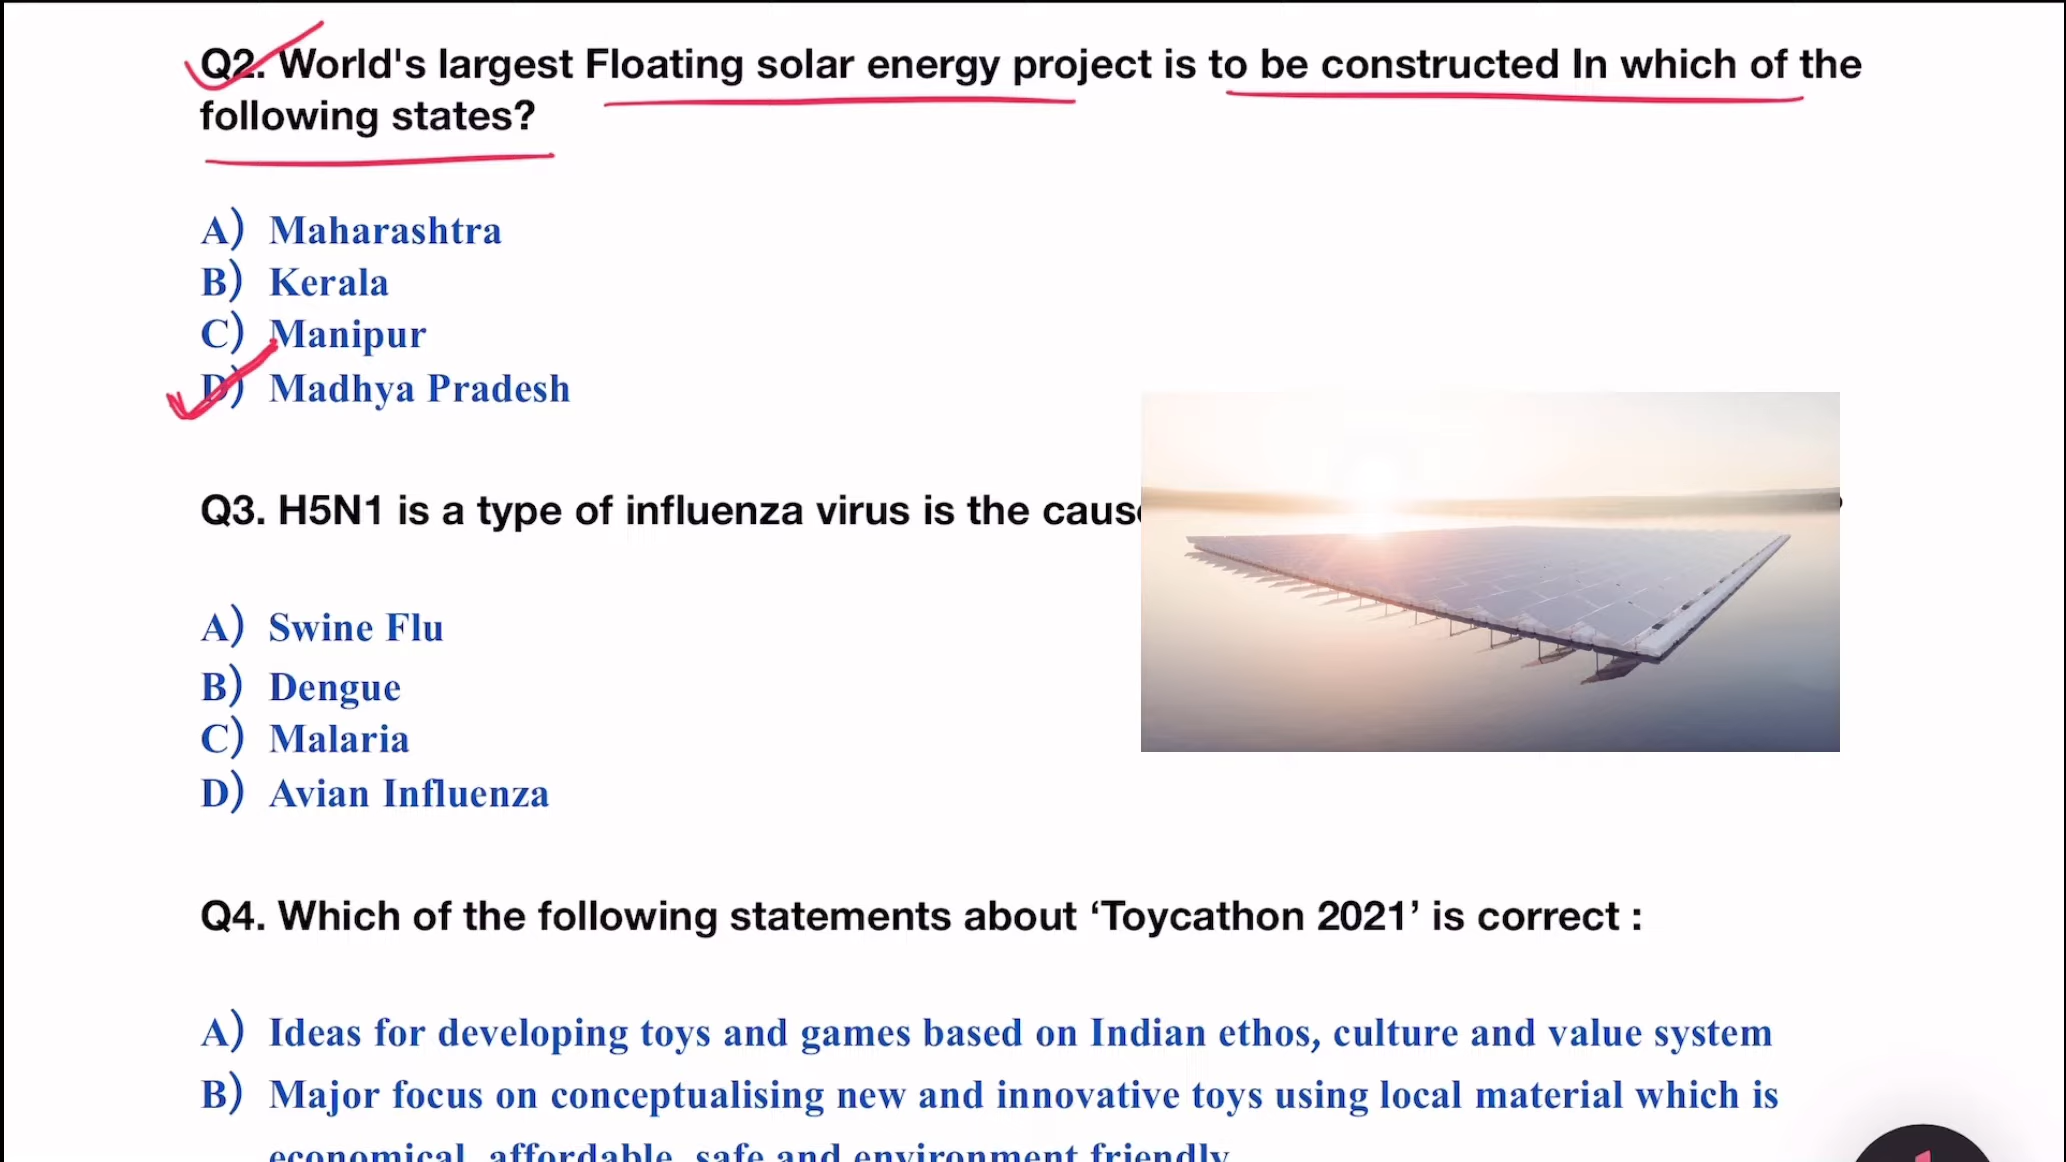 Q2. World's largest Floating solar energy project is to be constructed In which of the
following states?
A) Maharashtra
B) Kerala
C) Manipur
D) Madhya Pradesh
Q3. H5N1 is a type of influenza virus is the
A) Swine Flu
B) Dengue
C) Malaria
D) Avian Influenza
Q4. Which of the following statements about ‘Toycathon 2021’ is correct :
A) Ideas for developing toys and games based on Indian ethos, culture and value system
B) Major focus on conceptualising new and innovative toys using local material which is
economical, affordable, safe and environment friendly